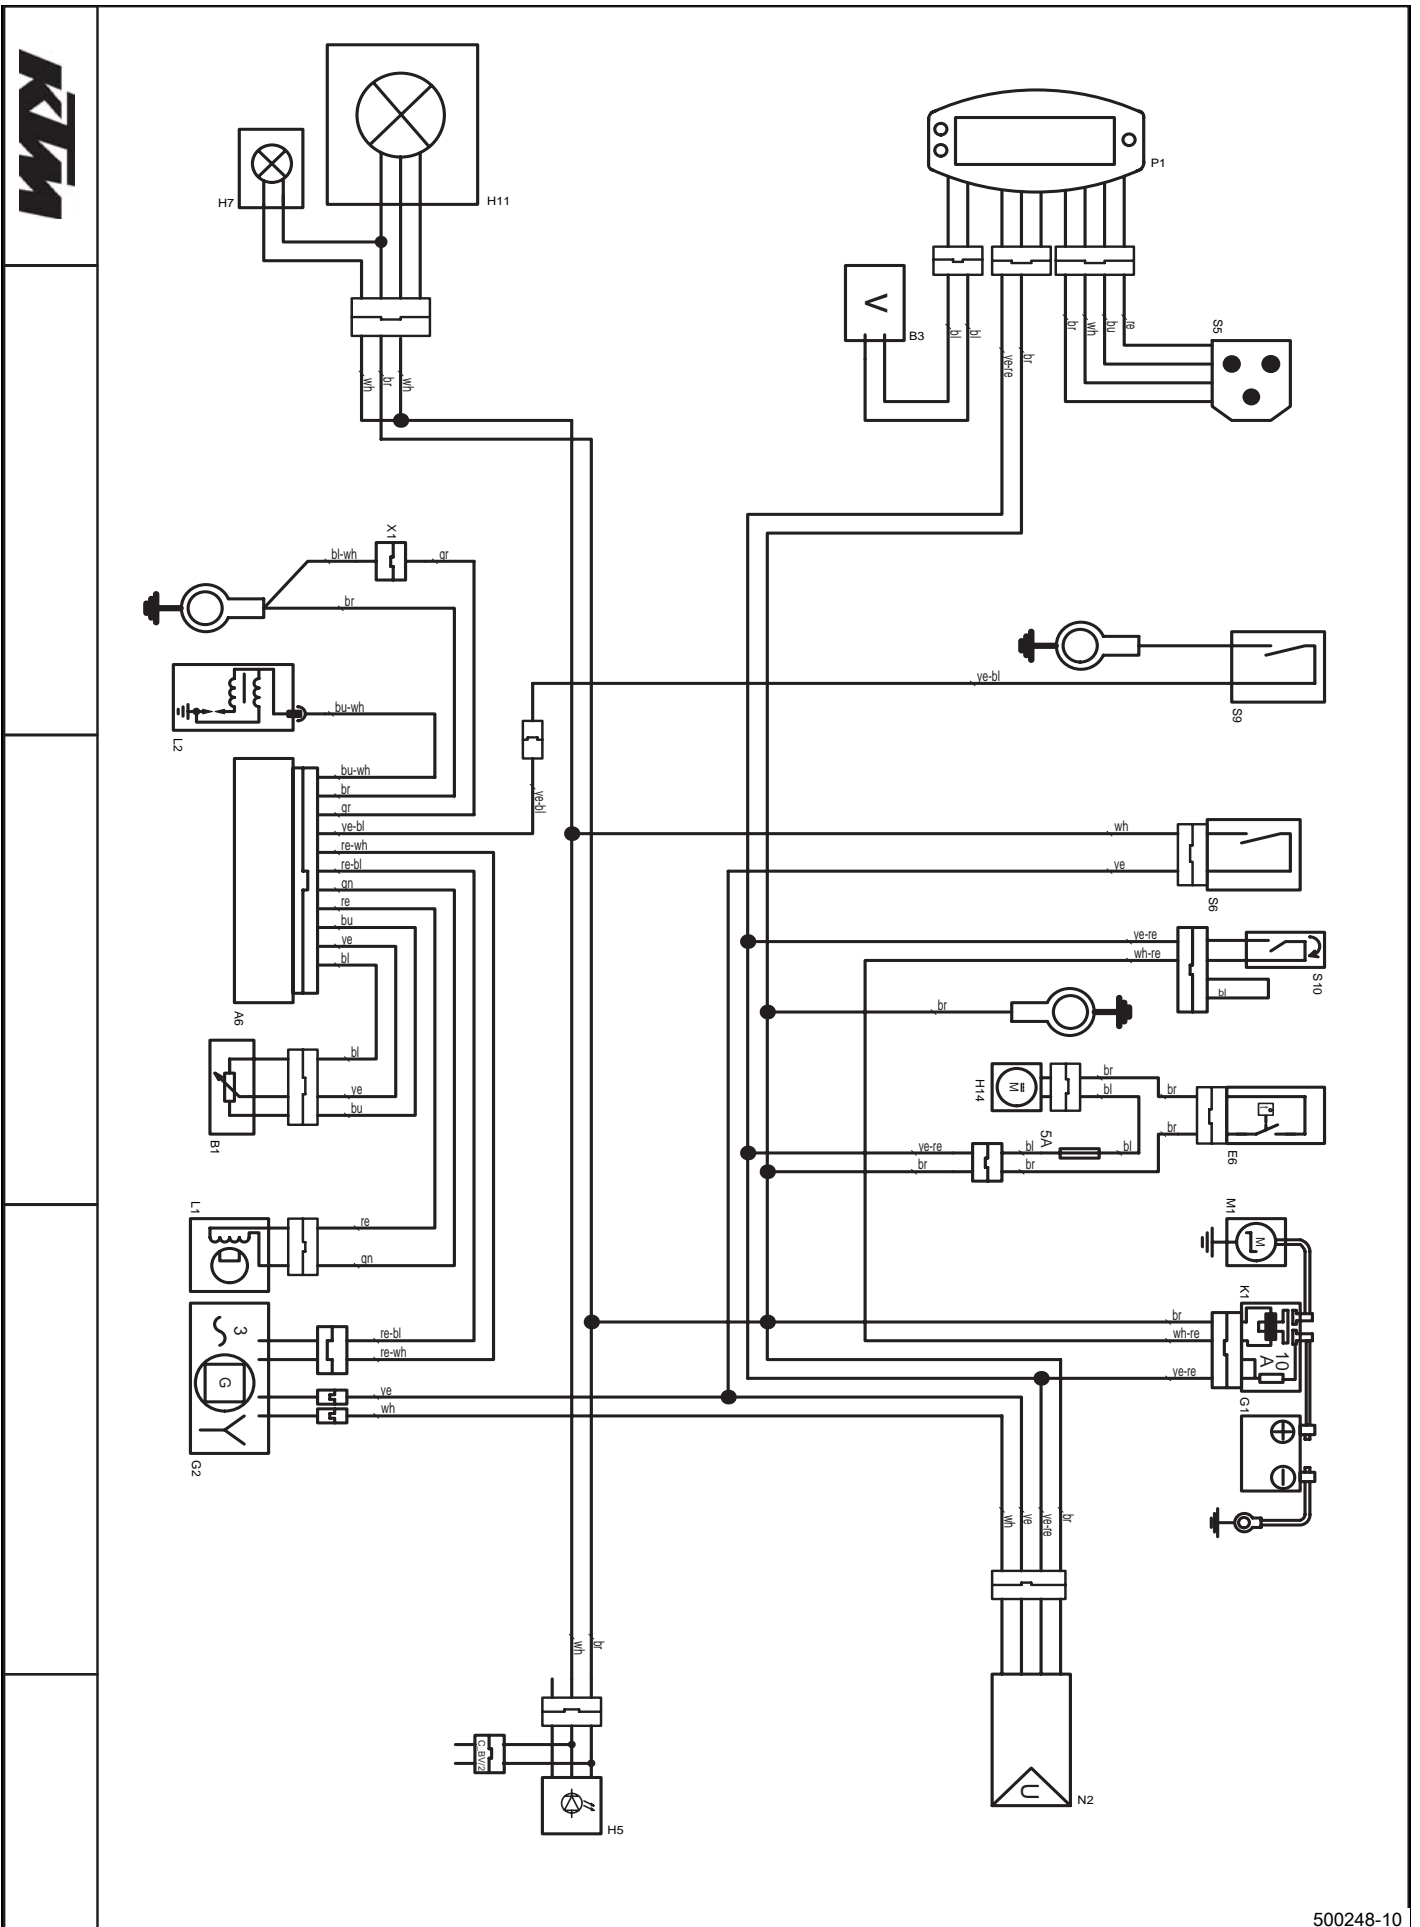 KTM
H7
H11
P1
B3
V
S5
bl
bl
ye-re
br
br
wh
bu
re
wh
br
wh
X1
bl-wh
gr
br
S9
ye-bl
L2
bu-wh
ye-bl
bu-wh
br
gr
ye-bl
re-wh
re-bl
gn
re
bu
ye
bl
A6
wh
ye
S6
ye-re
wh-re
bl
S10
br
H14
M
br
bl
br
br
E6
5A
ye-re
br
bl
br
bl
bl
ye
bu
B1
L1
re
gn
M1
M
K1
br
wh-re
ye-re
10
A
G1
3
G
G2
re-bl
re-wh
ye
wh
wh
ye
ye-re
br
N2
U
wh
br
C_BV/2
H5
500248-10